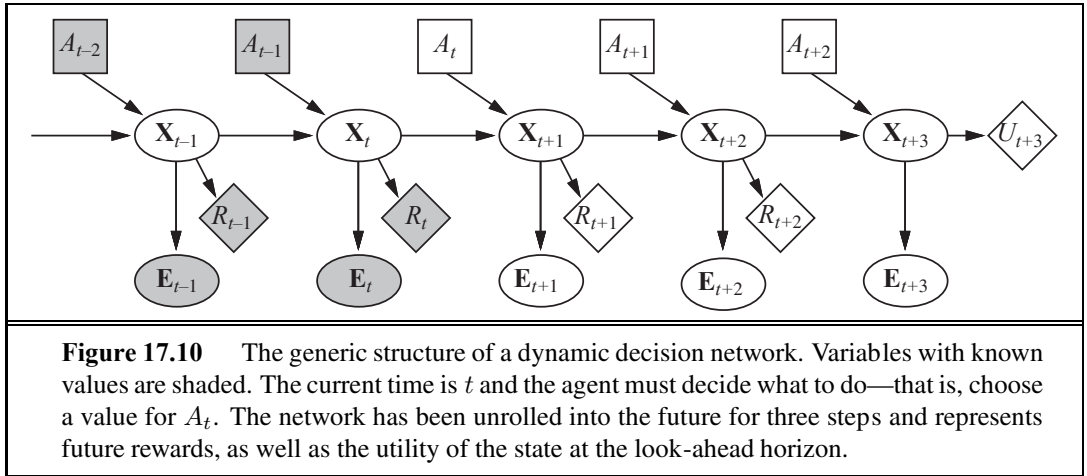 A_{t–2} A_{t–1} A_t A_{t+1} A_{t+2}
X_{t–1} X_t X_{t+1} X_{t+2} X_{t+3} U_{t+3}
R_{t–1} R_t R_{t+1} R_{t+2}
E_{t–1} E_t E_{t+1} E_{t+2} E_{t+3}
Figure 17.10 The generic structure of a dynamic decision network. Variables with known
values are shaded. The current time is t and the agent must decide what to do—that is, choose
a value for A_t. The network has been unrolled into the future for three steps and represents
future rewards, as well as the utility of the state at the look-ahead horizon.